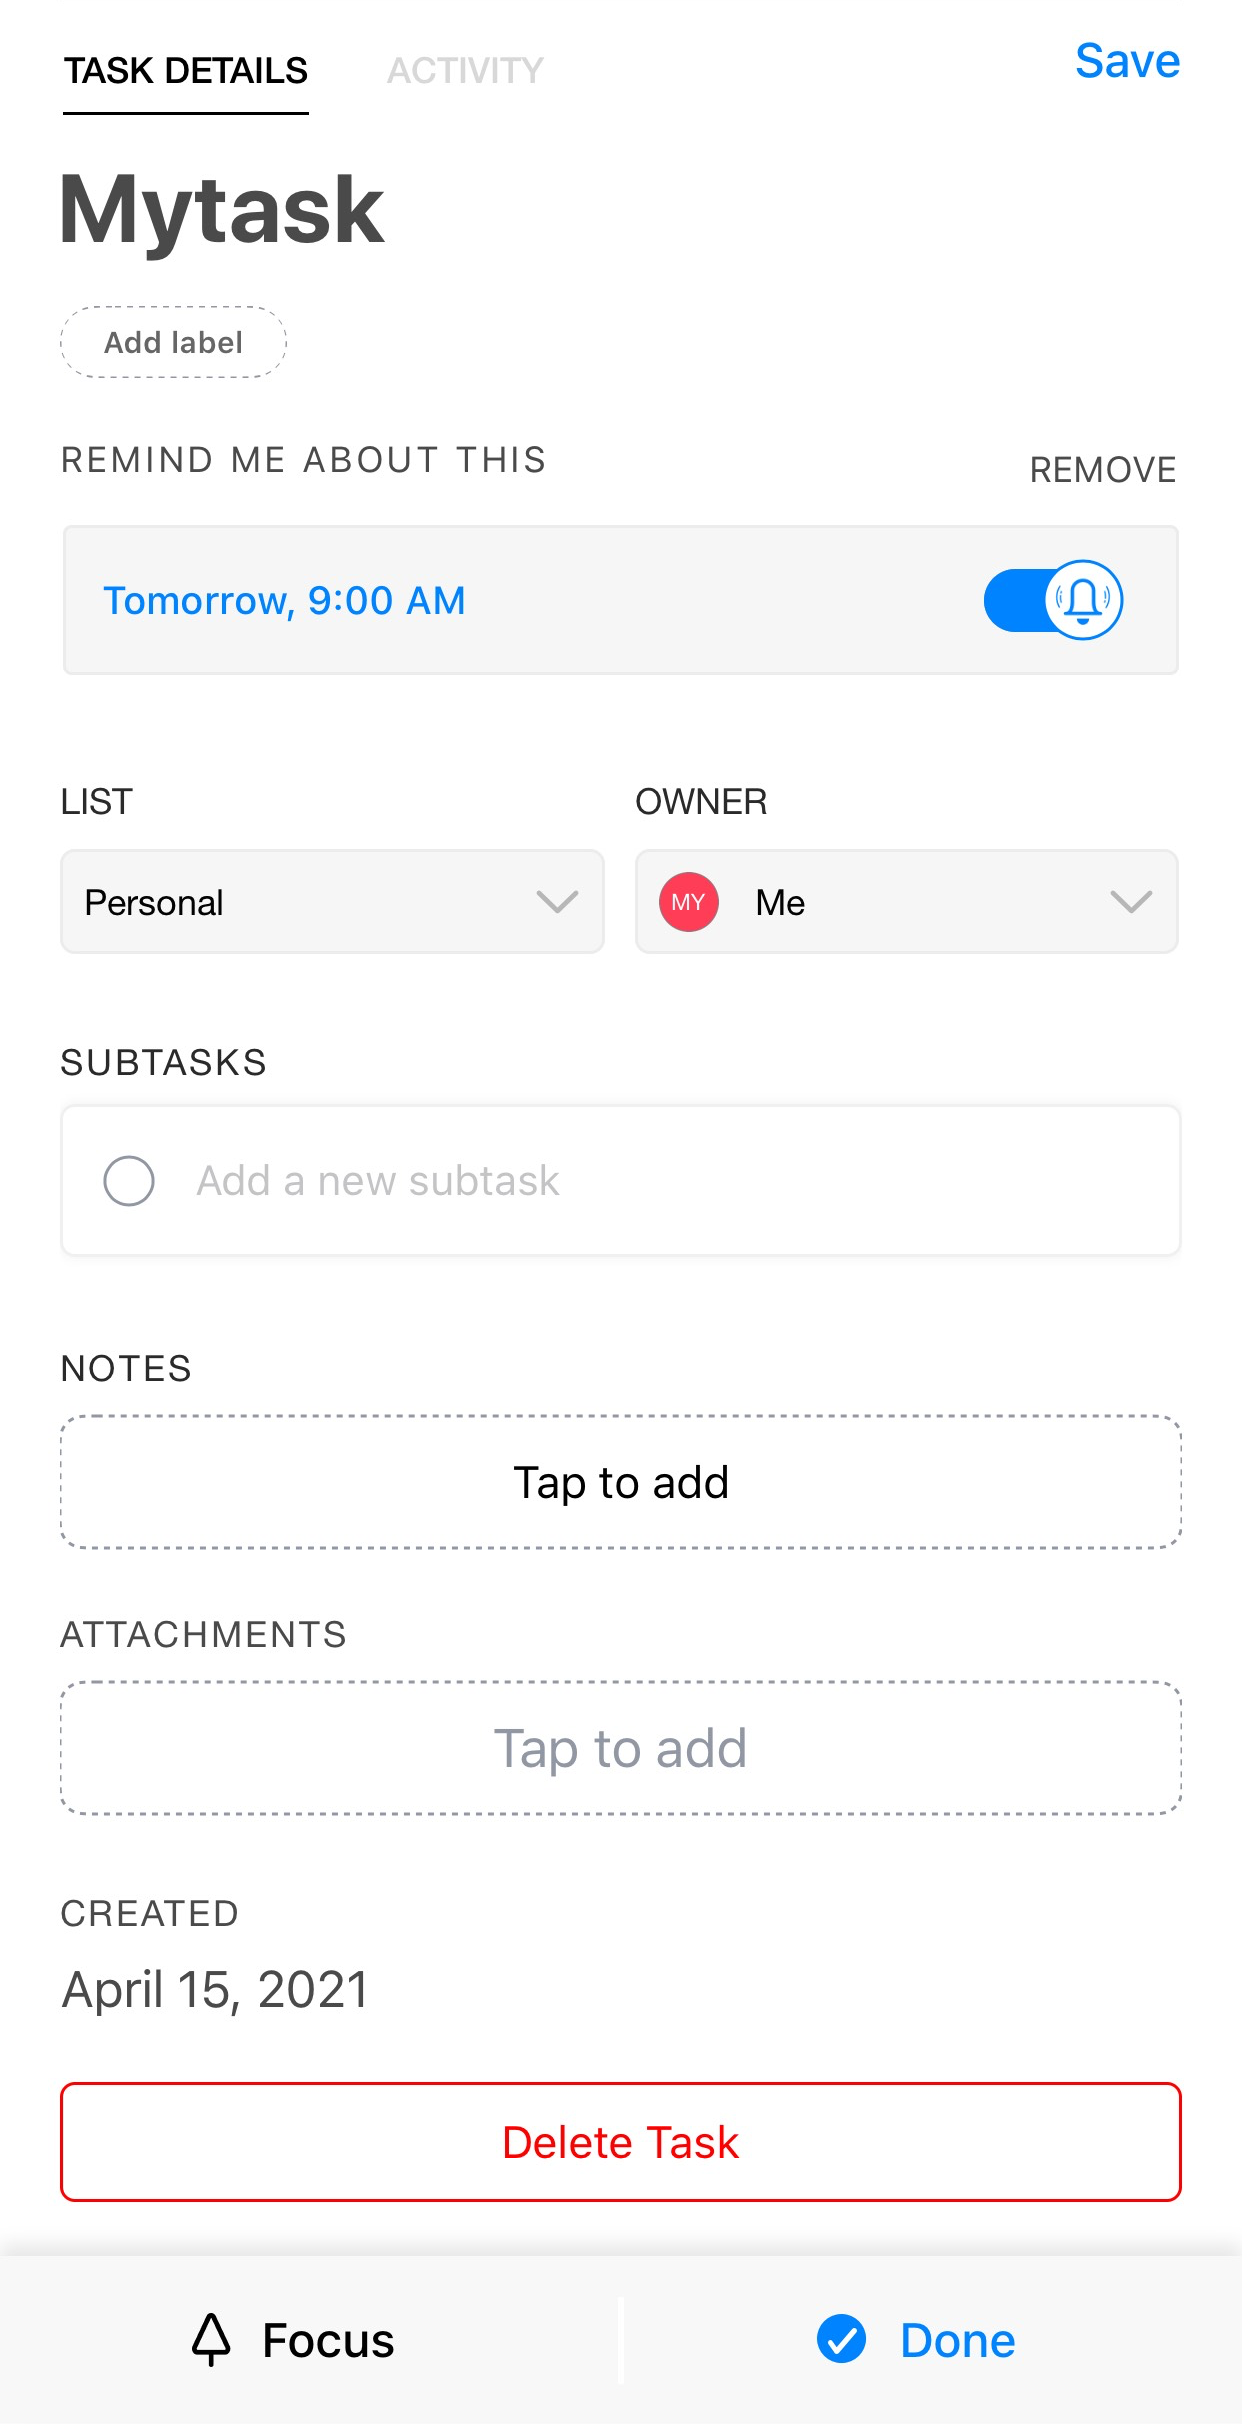 TASK DETAILS
ACTIVITY
Save
Mytask
Add label
REMIND ME ABOUT THIS
REMOVE
Tomorrow, 9:00 AM
LIST
OWNER
Personal
MY
Me
SUBTASKS
Add a new subtask
NOTES
Tap to add
ATTACHMENTS
Tap to add
CREATED
April 15, 2021
Delete Task
Focus
Done